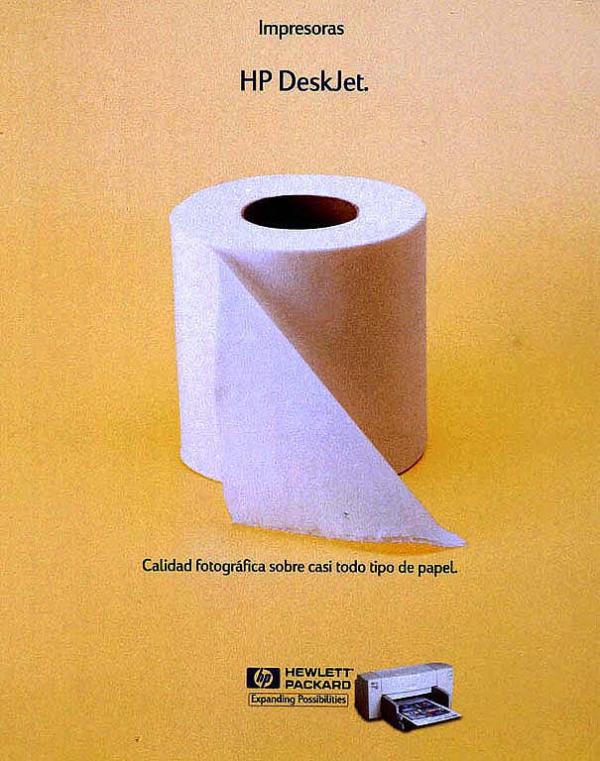 Impresoras
HP DeskJet.
Calidad fotográfica sobre casi todo tipo de papel.
hp HEWLETT
PACKARD
Expanding Possibilities